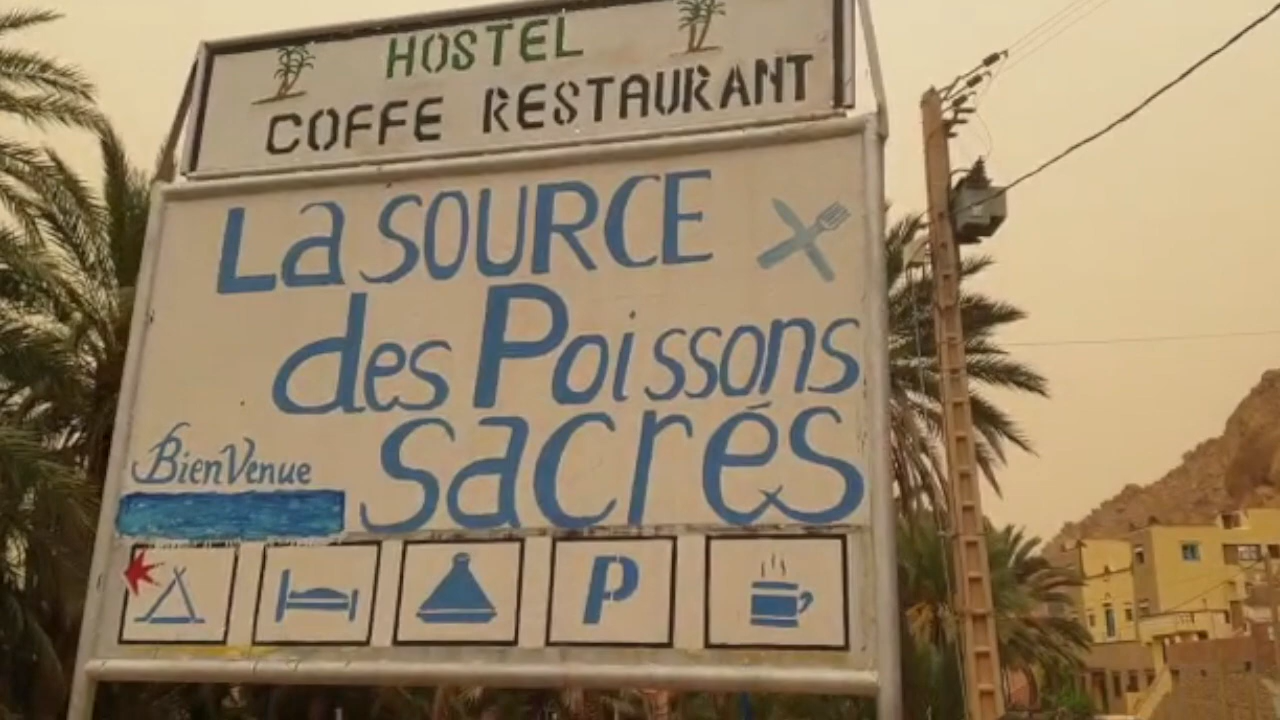 HOSTEL
COFFE RESTAURANT
La SOURCE
des Poissons
sacrés
BienVenue
P